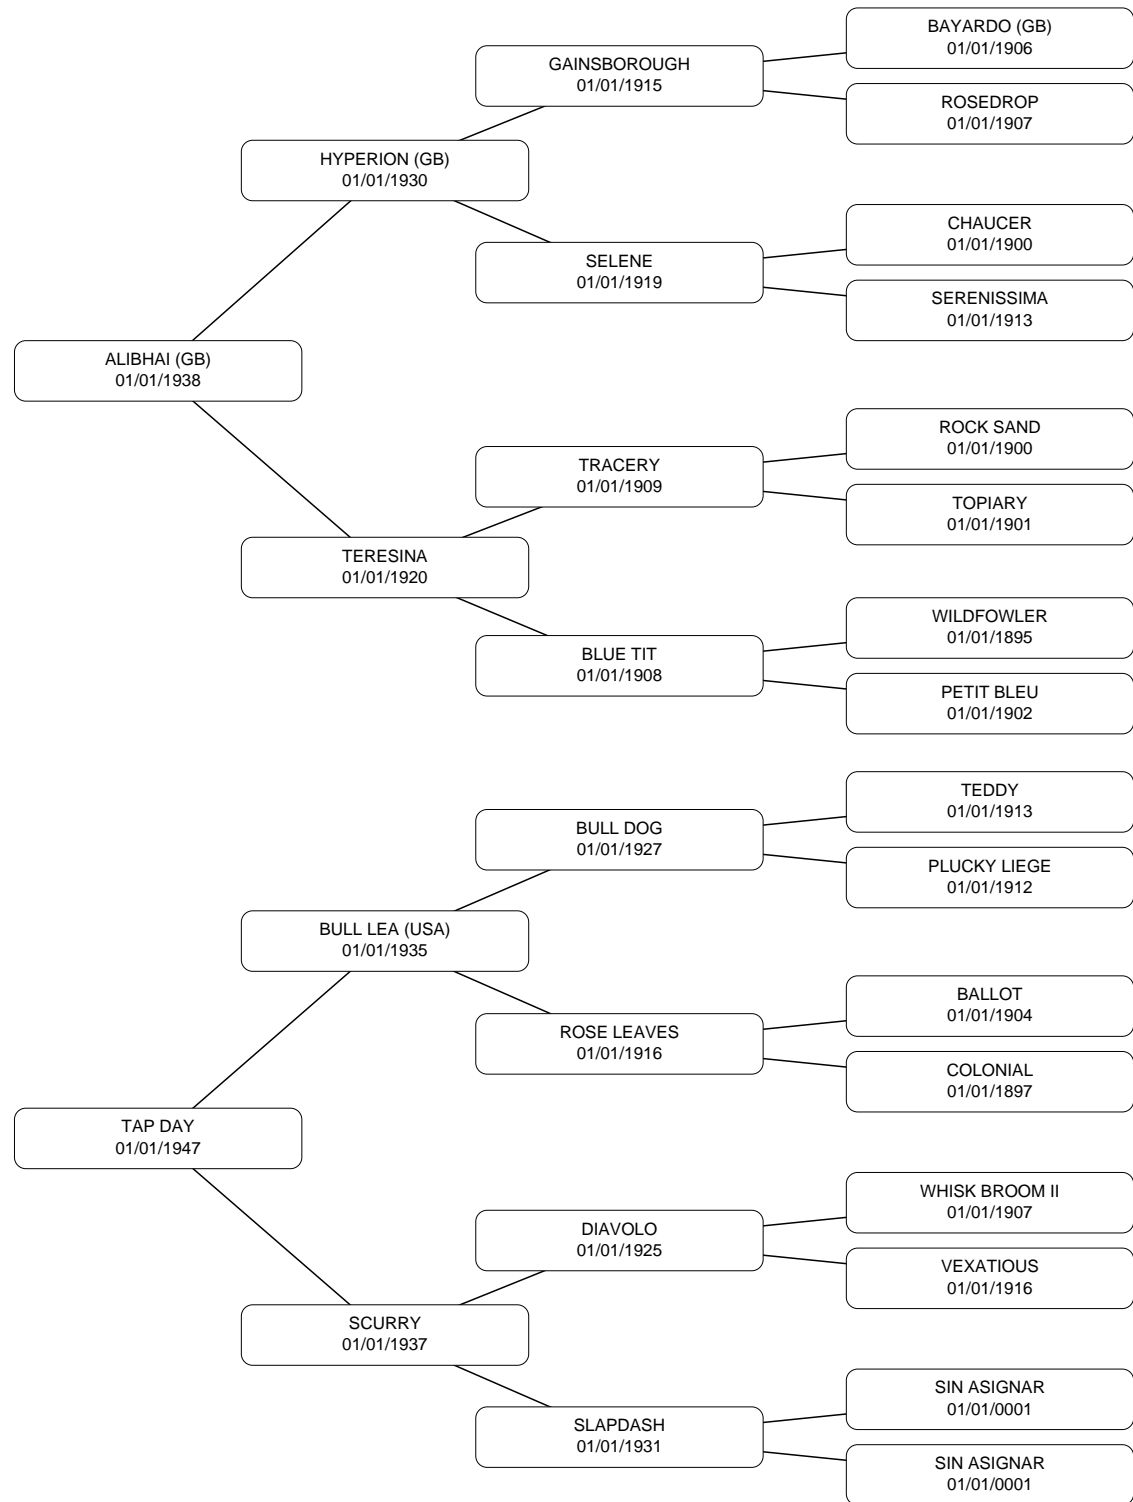 BAYARDO (GB)
01/01/1906
GAINSBOROUGH
01/01/1915
ROSEDROP
01/01/1907
HYPERION (GB)
01/01/1930
CHAUCER
01/01/1900
SELENE
01/01/1919
SERENISSIMA
01/01/1913
ALIBHAI (GB)
01/01/1938
ROCK SAND
01/01/1900
TRACERY
01/01/1909
TOPIARY
01/01/1901
TERESINA
01/01/1920
WILDFOWLER
01/01/1895
BLUE TIT
01/01/1908
PETIT BLEU
01/01/1902
TEDDY
01/01/1913
BULL DOG
01/01/1927
PLUCKY LIEGE
01/01/1912
BULL LEA (USA)
01/01/1935
BALLOT
01/01/1904
ROSE LEAVES
01/01/1916
COLONIAL
01/01/1897
TAP DAY
01/01/1947
WHISK BROOM II
01/01/1907
DIAVOLO
01/01/1925
VEXATIOUS
01/01/1916
SCURRY
01/01/1937
SIN ASIGNAR
01/01/0001
SLAPDASH
01/01/1931
SIN ASIGNAR
01/01/0001